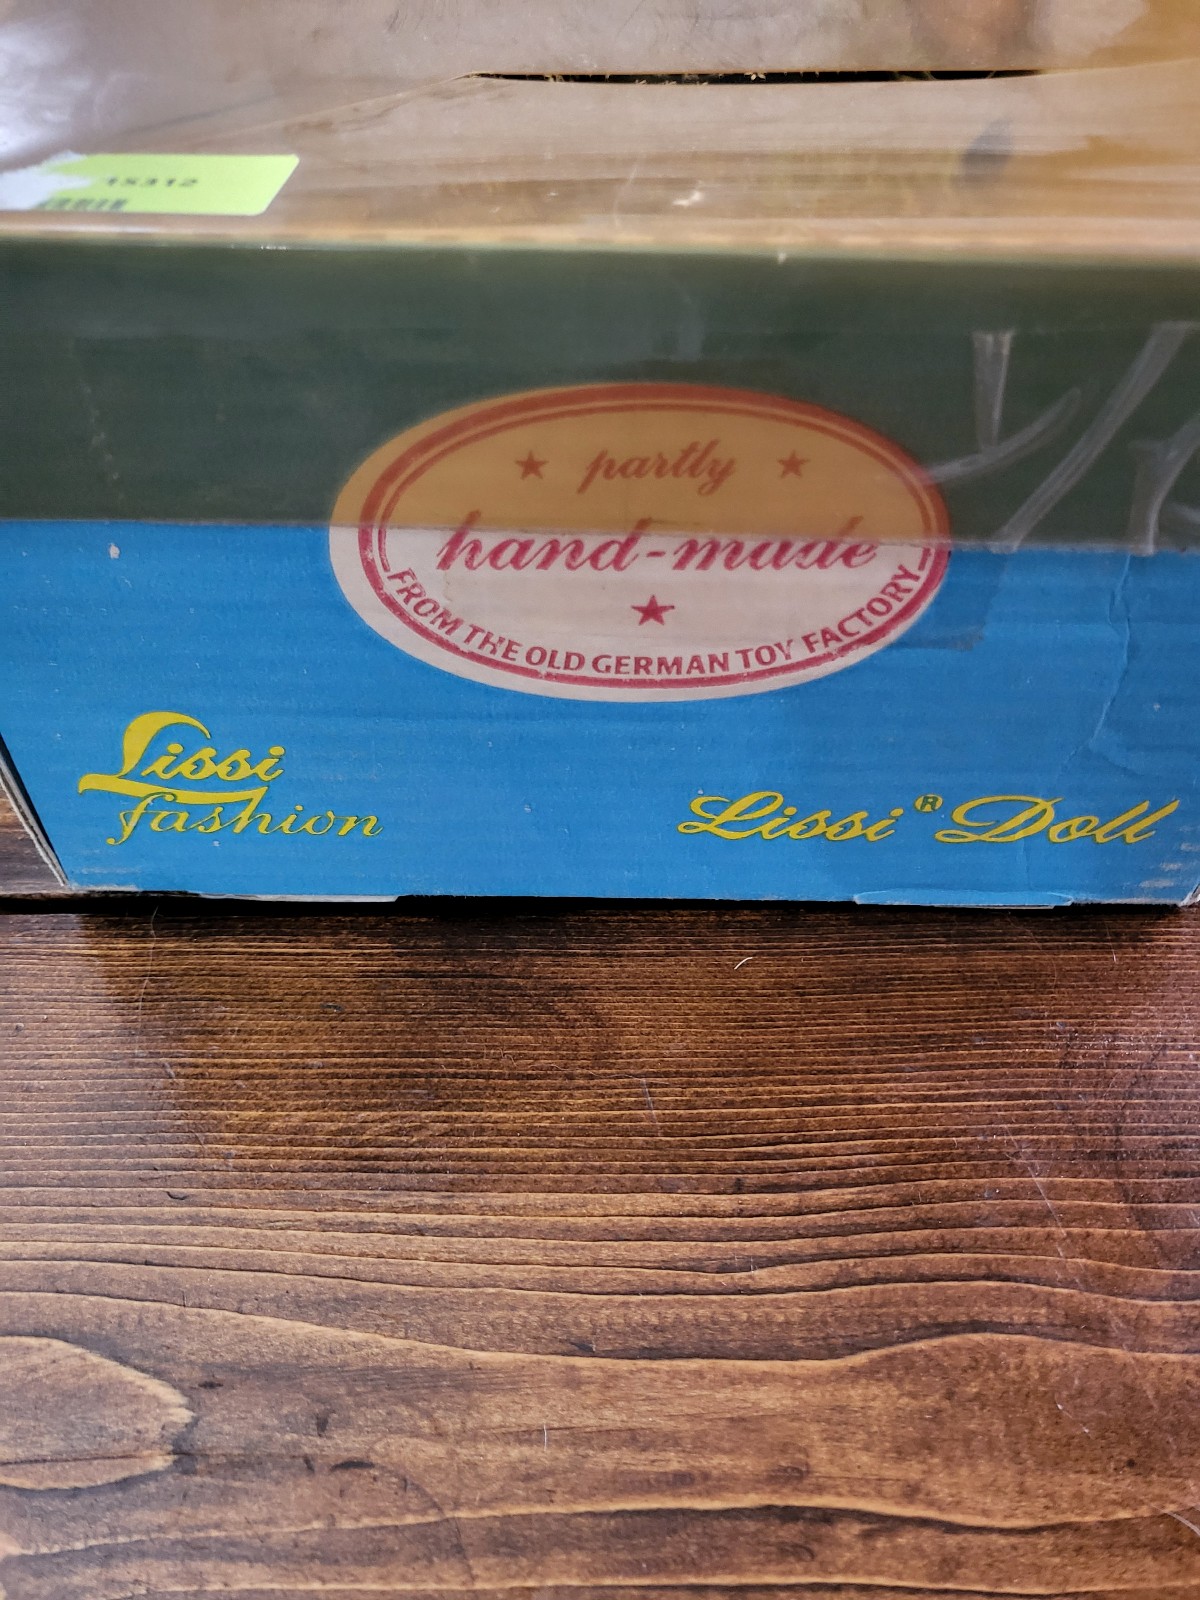 partly
hand-made
FROM THE OLD GERMAN TOY FACTORY
Lissi
fashion
Lissi® Doll